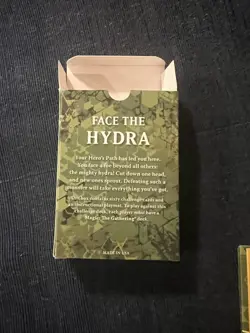 FACE THE
HYDRA
Your Hero's Path has led you here.
You face a foe beyond all others:
the mighty hydra! Cut down one head,
and new ones sprout. Defeating such a
monster will take everything you've got.
This box contains sixty challenge cards and
an instructional playmat. To play against this
challenge deck, each player must have a
Magic: The Gathering® deck.
MADE IN USA